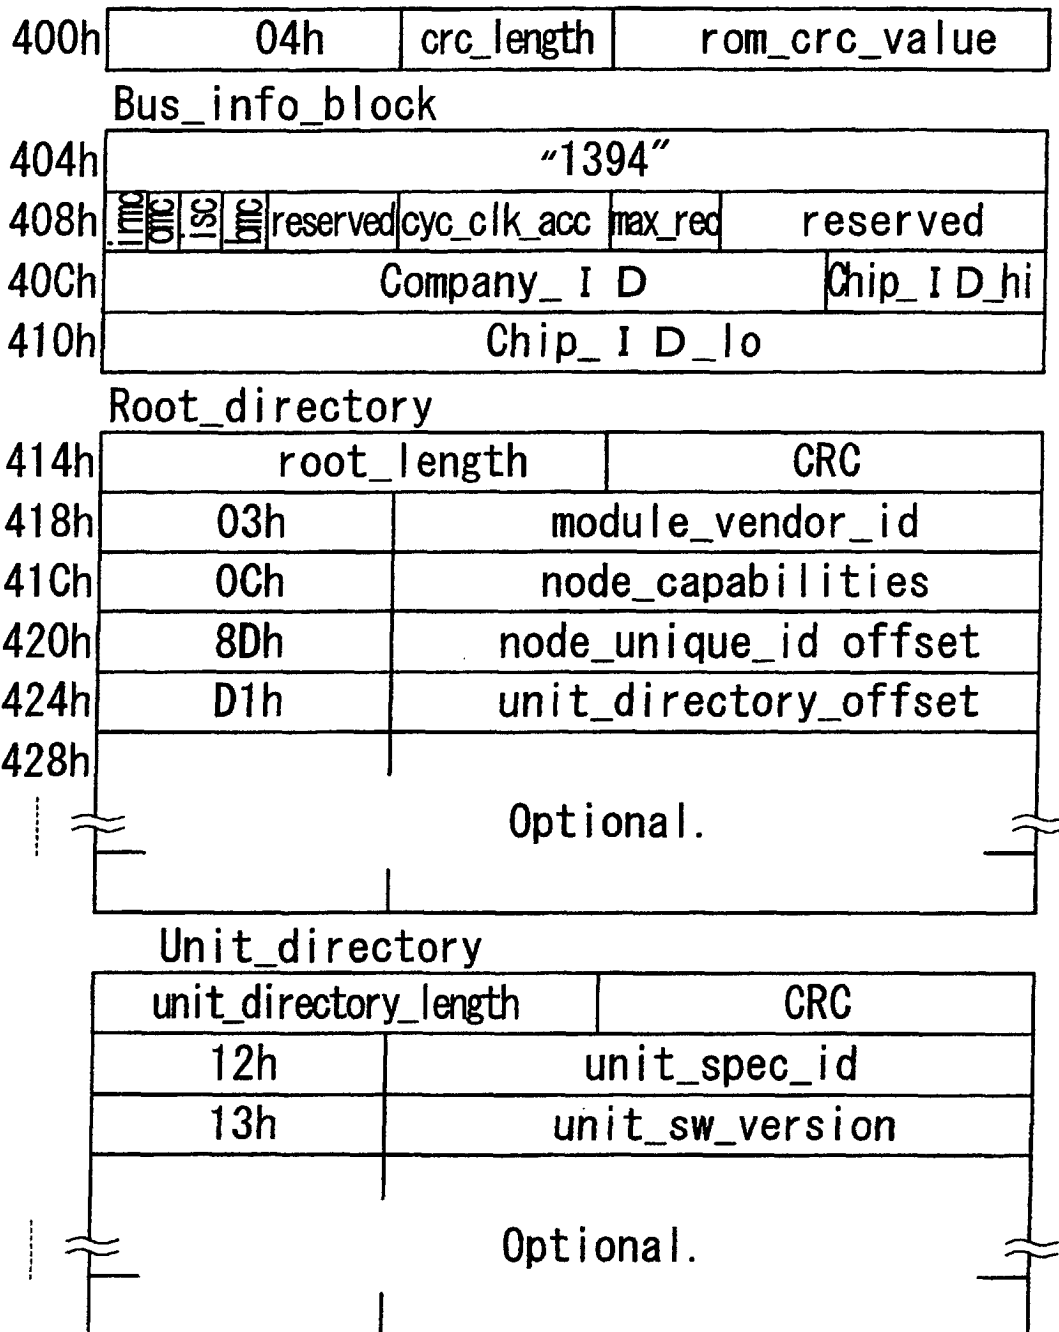 400h 04h crc_length rom_crc_value
Bus_info_block
404h "1394"
408h irmc cmc isc bmc reserved cyc_clk_acc max_rec reserved
40Ch Company_ID Chip_ID_hi
410h Chip_ID_lo
Root_directory
414h root_length CRC
418h 03h module_vendor_id
41Ch 0Ch node_capabilities
420h 8Dh node_unique_id offset
424h D1h unit_directory_offset
428h
Optional.
Unit_directory
unit_directory_length CRC
12h unit_spec_id
13h unit_sw_version
Optional.